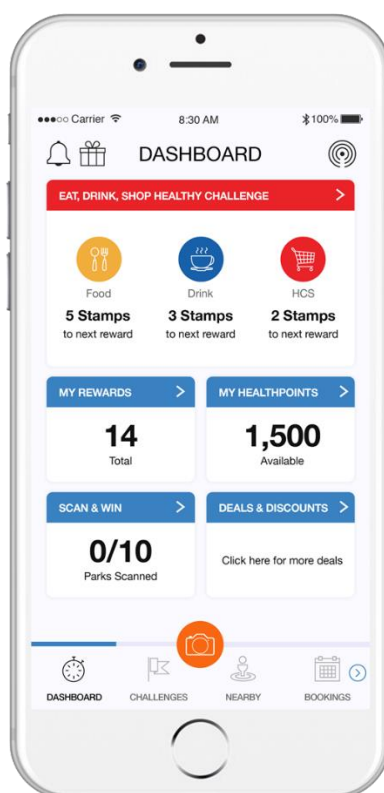 Carrier 8:30 AM 100%
DASHBOARD
EAT, DRINK, SHOP HEALTHY CHALLENGE
Food Drink HCS
5 Stamps 3 Stamps 2 Stamps
to next reward to next reward to next reward
MY REWARDS MY HEALTHPOINTS
14 1,500
Total Available
SCAN & WIN DEALS & DISCOUNTS
0/10
Parks Scanned
Click here for more deals
DASHBOARD CHALLENGES NEARBY BOOKINGS